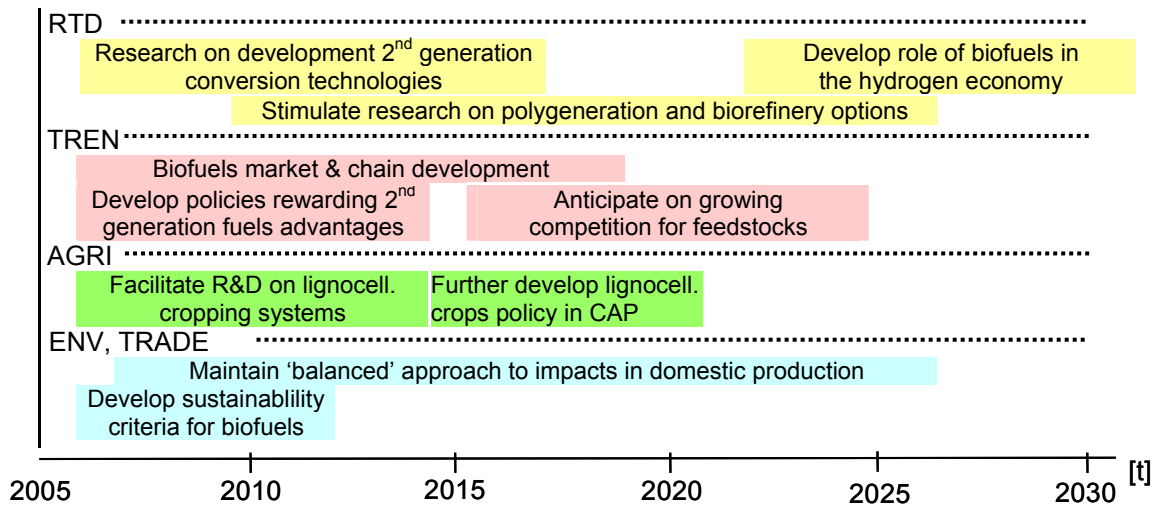 RTD
Research on development 2nd generation
conversion technologies
Develop role of biofuels in
the hydrogen economy
Stimulate research on polygeneration and biorefinery options
TREN
Biofuels market & chain development
Develop policies rewarding 2nd
generation fuels advantages
Anticipate on growing
competition for feedstocks
AGRI
Facilitate R&D on lignocell.
cropping systems
Further develop lignocell.
crops policy in CAP
ENV, TRADE
Maintain ‘balanced’ approach to impacts in domestic production
Develop sustainablility
criteria for biofuels
2005 2010 2015 2020 2025 2030 [t]